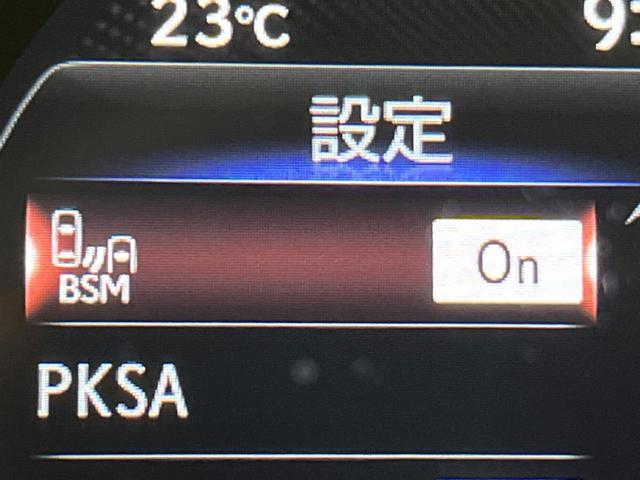 23℃
設定
BSM
On
PKSA